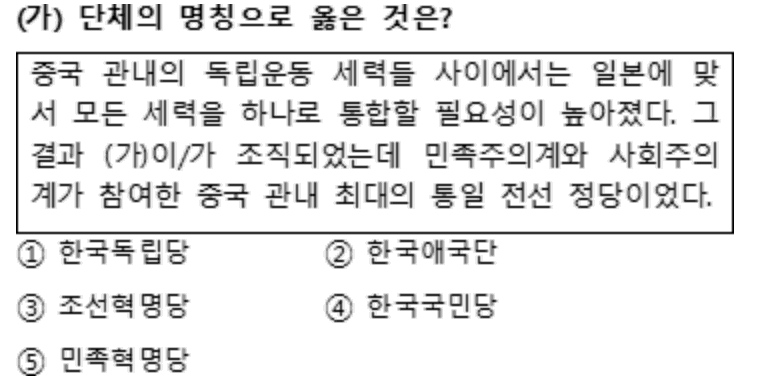 (가) 단체의 명칭으로 옳은 것은?
중국 관내의 독립운동 세력들 사이에서는 일본에 맞
서 모든 세력을 하나로 통합할 필요성이 높아졌다. 그
결과 (가)이/가 조직되었는데 민족주의계와 사회주의
계가 참여한 중국 관내 최대의 통일 전선 정당이었다.
① 한국독립당 ② 한국애국단
③ 조선혁명당 ④ 한국국민당
⑤ 민족혁명당